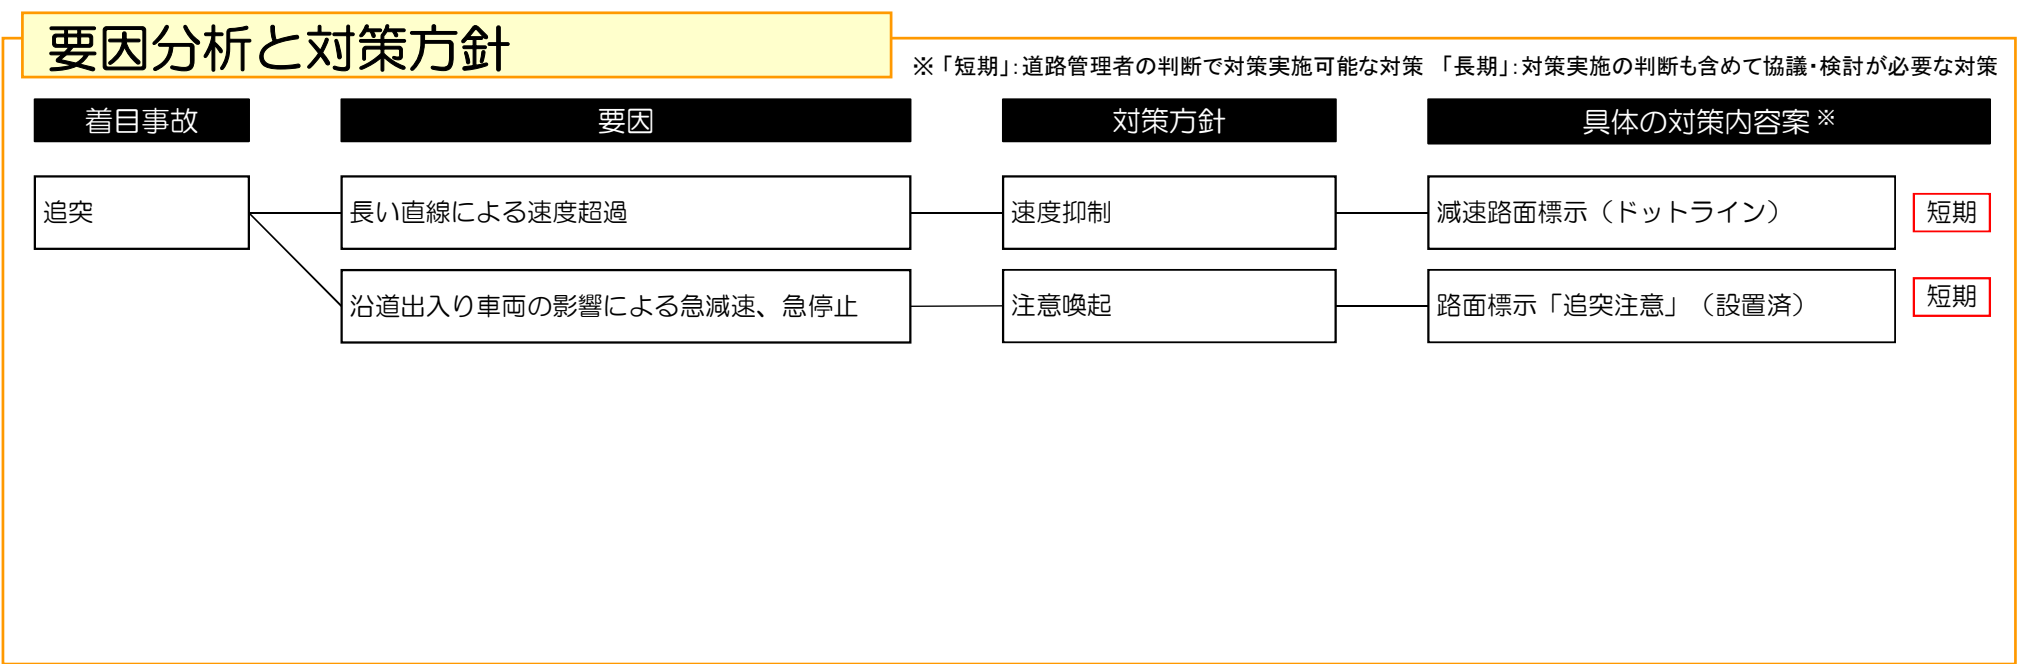 要因分析と対策方針
※「短期」:道路管理者の判断で対策実施可能な対策 「長期」:対策実施の判断も含めて協議・検討が必要な対策
着目事故 要因 対策方針 具体の対策内容案※
追突 長い直線による速度超過 速度抑制 減速路面標示（ドットライン） 短期
沿道出入り車両の影響による急減速、急停止 注意喚起 路面標示「追突注意」（設置済） 短期